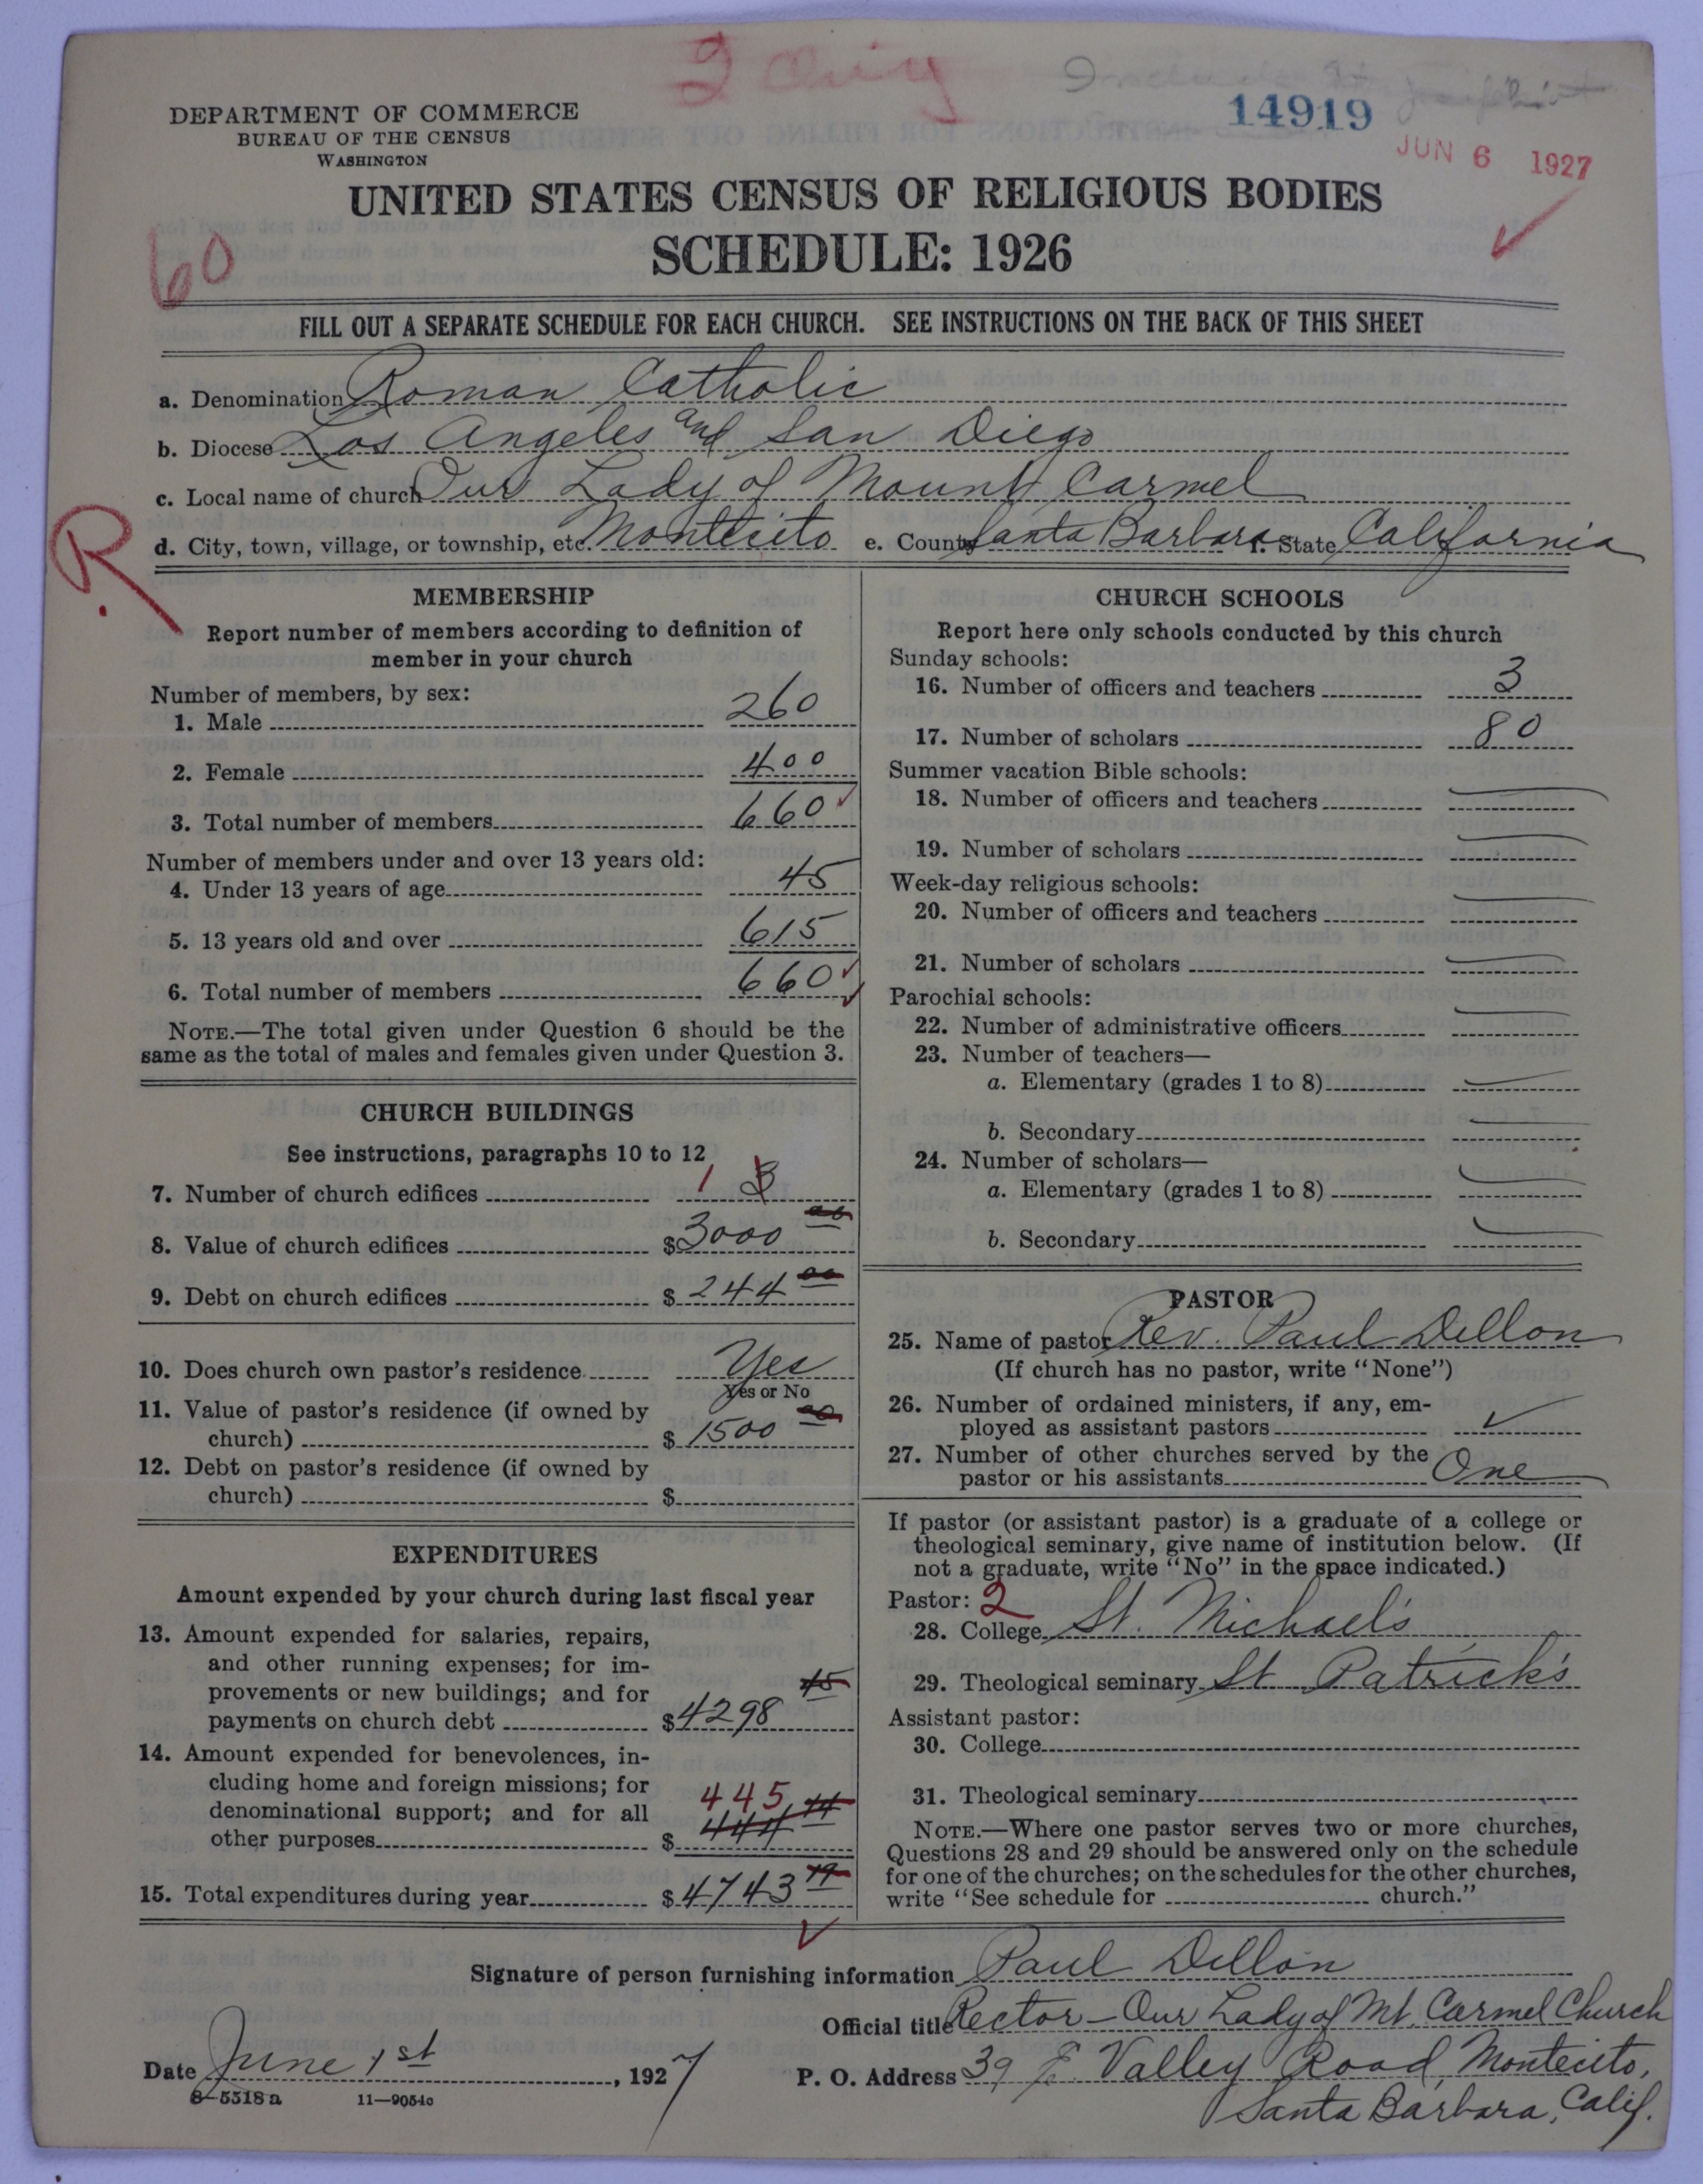 14919
JUN 6 1927
DEPARTMENT OF COMMERCE
BUREAU OF THE CENSUS
WASHINGTON
UNITED STATES CENSUS OF RELIGIOUS BODIES
SCHEDULE: 1926
60
FILL OUT A SEPARATE SCHEDULE FOR EACH CHURCH. SEE INSTRUCTIONS ON THE BACK OF THIS SHEET
a. Denomination Roman Catholic
b. Diocese Los Angeles and San Diego
c. Local name of church Our Lady of Mount Carmel
d. City, town, village, or township, etc. Montecito e. County Santa Barbara f. State California
R
MEMBERSHIP
Report number of members according to definition of
member in your church
Number of members, by sex:
1. Male 260
2. Female 400
3. Total number of members 660
Number of members under and over 13 years old:
4. Under 13 years of age 45
5. 13 years old and over 615
6. Total number of members 660
NOTE.—The total given under Question 6 should be the
same as the total of males and females given under Question 3.
CHURCH BUILDINGS
See instructions, paragraphs 10 to 12
7. Number of church edifices 1
8. Value of church edifices $3000 00
9. Debt on church edifices $244 00
10. Does church own pastor's residence Yes
Yes or No
11. Value of pastor's residence (if owned by
church) $1500 00
12. Debt on pastor's residence (if owned by
church) $
EXPENDITURES
Amount expended by your church during last fiscal year
13. Amount expended for salaries, repairs,
and other running expenses; for im-
provements or new buildings; and for
payments on church debt $4298 45
14. Amount expended for benevolences, in-
cluding home and foreign missions; for
445
denominational support; and for all
other purposes $444 74
15. Total expenditures during year $4743 19
CHURCH SCHOOLS
Report here only schools conducted by this church
Sunday schools:
16. Number of officers and teachers 3
17. Number of scholars 80
Summer vacation Bible schools:
18. Number of officers and teachers
19. Number of scholars
Week-day religious schools:
20. Number of officers and teachers
21. Number of scholars
Parochial schools:
22. Number of administrative officers
23. Number of teachers—
a. Elementary (grades 1 to 8)
b. Secondary
24. Number of scholars—
a. Elementary (grades 1 to 8)
b. Secondary
PASTOR
25. Name of pastor Rev. Paul Dillon
(If church has no pastor, write "None")
26. Number of ordained ministers, if any, em-
ployed as assistant pastors
27. Number of other churches served by the
pastor or his assistants One
If pastor (or assistant pastor) is a graduate of a college or
theological seminary, give name of institution below. (If
not a graduate, write "No" in the space indicated.)
Pastor: 2
28. College St. Michael's
29. Theological seminary St Patrick's
Assistant pastor:
30. College
31. Theological seminary
NOTE.—Where one pastor serves two or more churches,
Questions 28 and 29 should be answered only on the schedule
for one of the churches; on the schedules for the other churches,
write "See schedule for church."
Signature of person furnishing information Paul Dillon
Official title Rector – Our Lady of Mt. Carmel Church
Date June 1st, 1927
P. O. Address 39 E. Valley Road, Montecito,
Santa Barbara, Calif.
8—5518 a 11—9051c